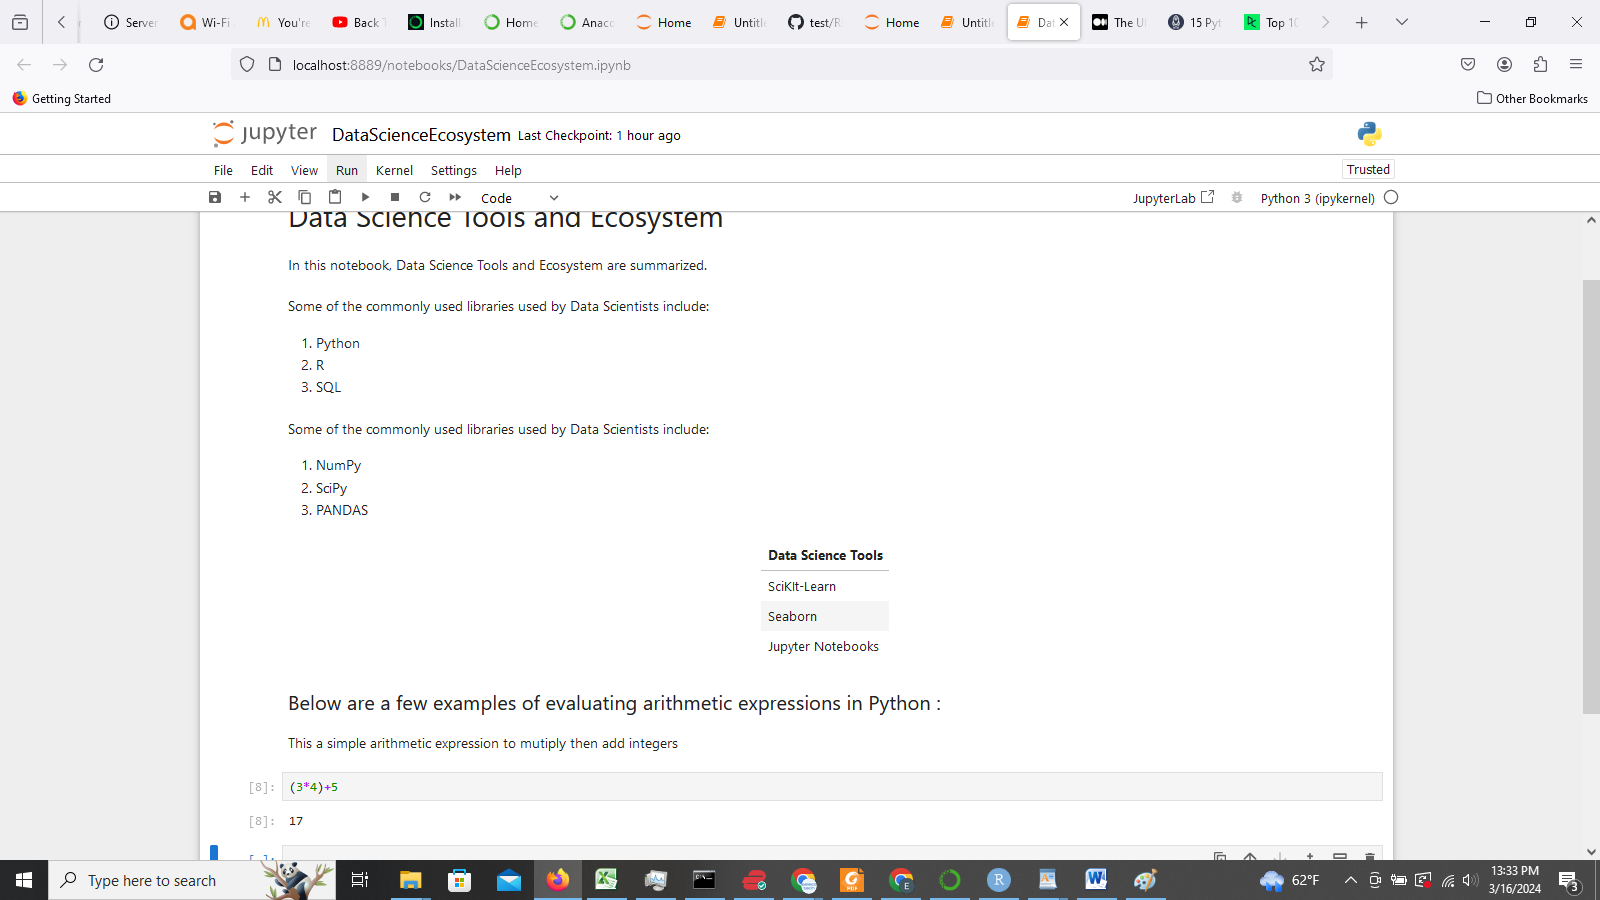 Server
Wi-Fi
You're
Back
Install
Home
Anaco
Home
Untitle
test/R
Home
Untitle
Dat
The U
15 Pyt
Top 10
localhost:8889/notebooks/DataScienceEcosystem.ipynb
Getting Started
Other Bookmarks
jupyter DataScienceEcosystem Last Checkpoint: 1 hour ago
File Edit View Run Kernel Settings Help
Trusted
Code
JupyterLab
Python 3 (ipykernel)
Data Science Tools and Ecosystem
In this notebook, Data Science Tools and Ecosystem are summarized.
Some of the commonly used libraries used by Data Scientists include:
1. Python
2. R
3. SQL
Some of the commonly used libraries used by Data Scientists include:
1. NumPy
2. SciPy
3. PANDAS
Data Science Tools
SciKIt-Learn
Seaborn
Jupyter Notebooks
Below are a few examples of evaluating arithmetic expressions in Python :
This a simple arithmetic expression to mutiply then add integers
[8]: (3*4)+5
[8]: 17
[ ]:
Type here to search
62°F
13:33 PM
3/16/2024
3